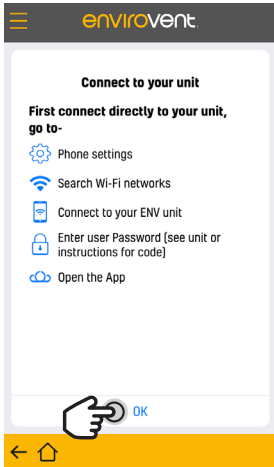 envirovent.
Connect to your unit
First connect directly to your unit,
go to-
Phone settings
Search Wi-Fi networks
Connect to your ENV unit
Enter user Password (see unit or
instructions for code)
Open the App
OK